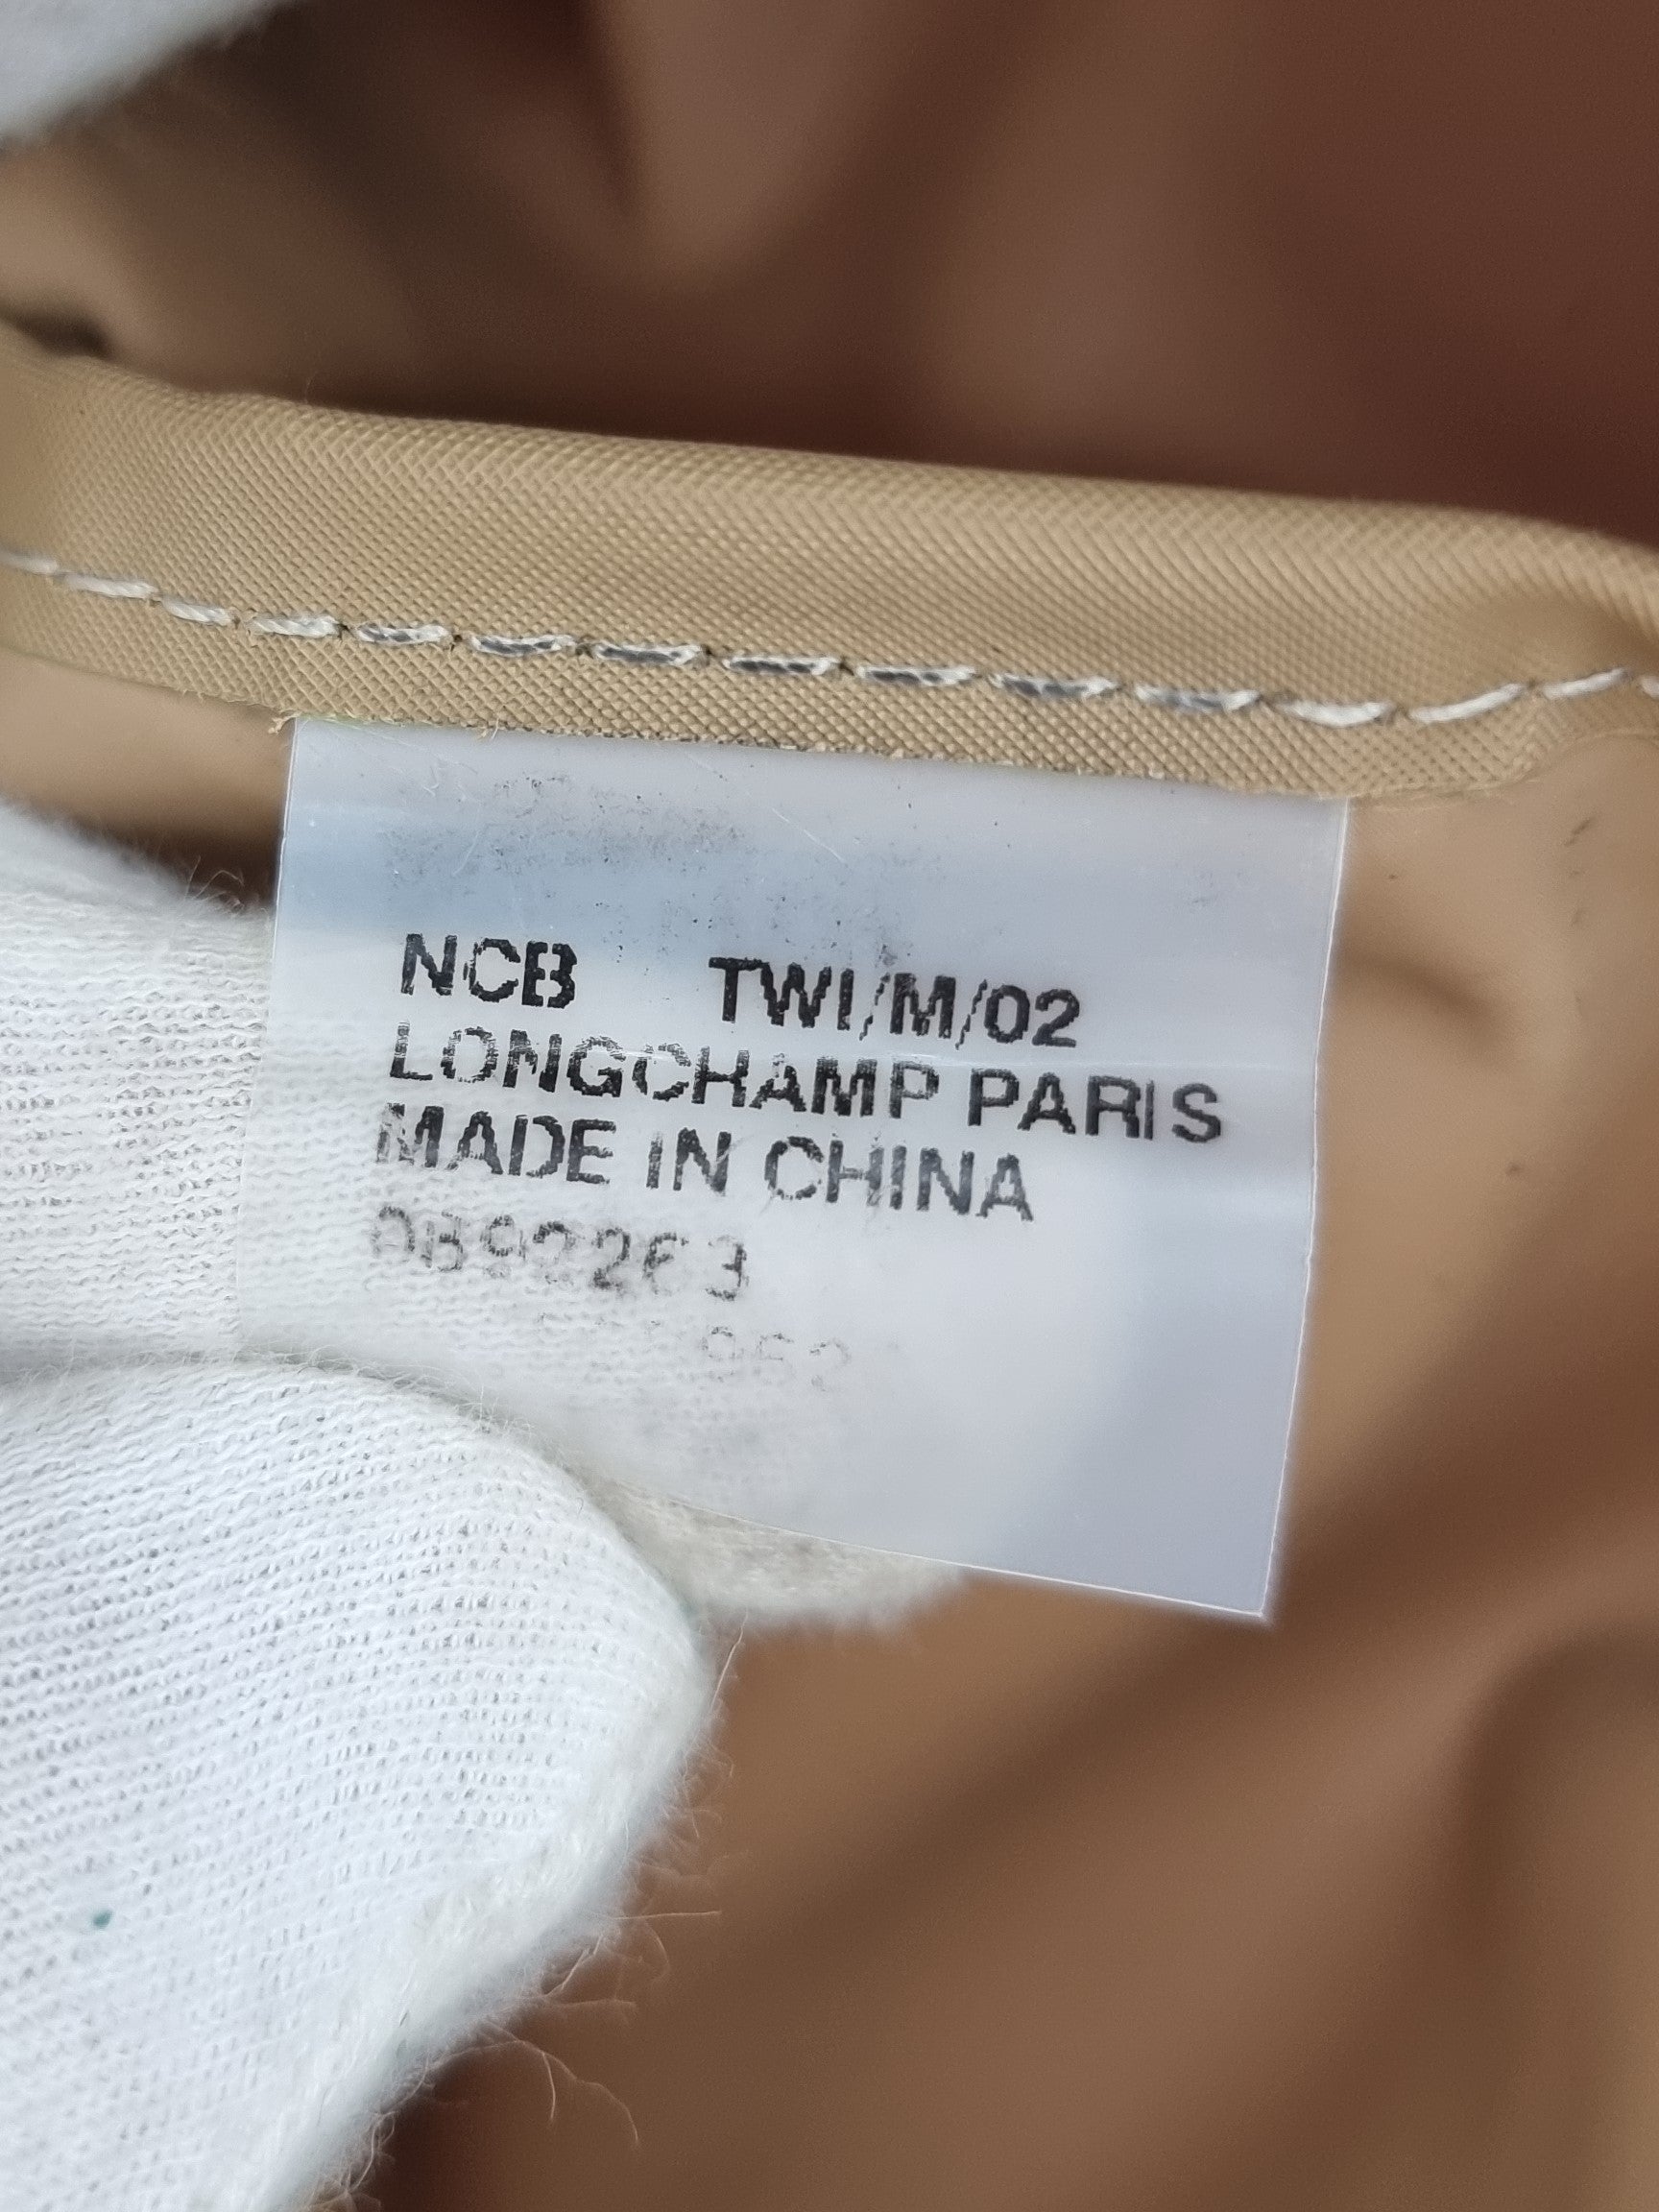 NCB TWI/M/02
LONGCHAMP PARIS
MADE IN CHINA